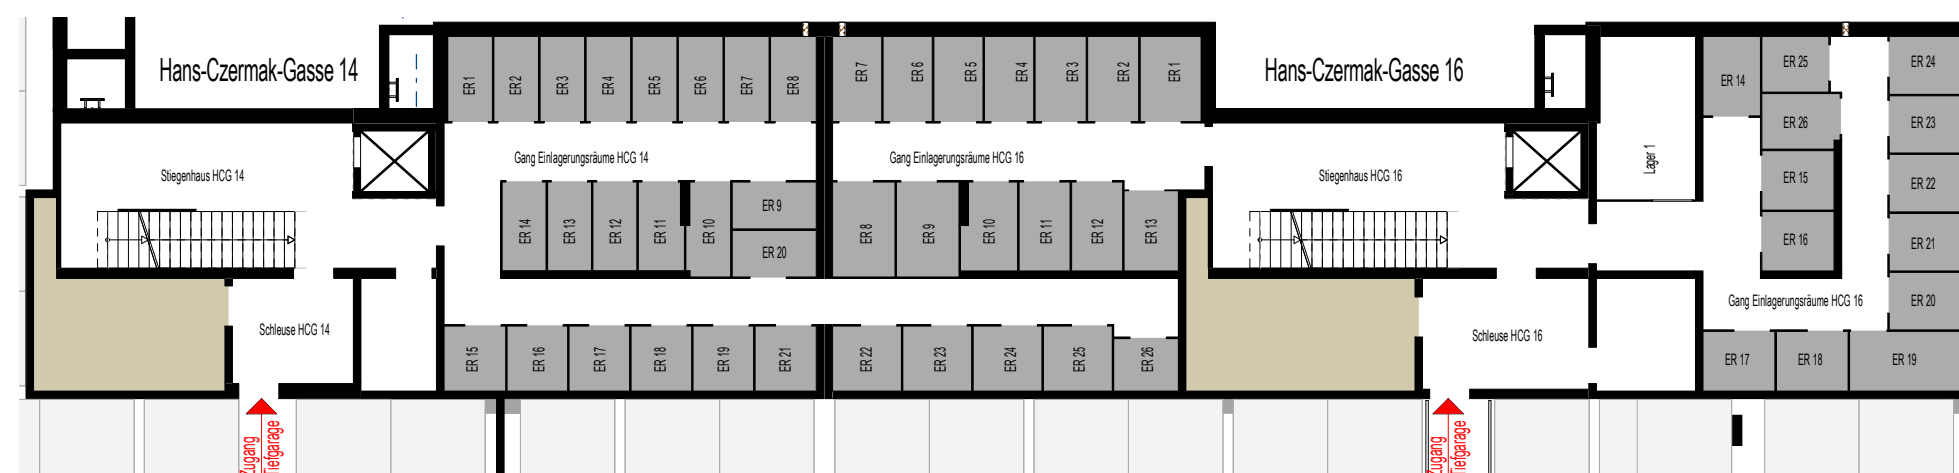 Hans-Czermak-Gasse 14
Hans-Czermak-Gasse 16
ER 1
ER 2
ER 3
ER 4
ER 5
ER 6
ER 7
ER 8
ER 7
ER 6
ER 5
ER 4
ER 3
ER 2
ER 1
ER 14
ER 25
ER 24
ER 26
ER 23
Gang Einlagerungsräume HCG 14
Gang Einlagerungsräume HCG 16
Lager 1
Stiegenhaus HCG 14
Stiegenhaus HCG 16
ER 15
ER 22
ER 14
ER 13
ER 12
ER 11
ER 10
ER 9
ER 20
ER 8
ER 9
ER 10
ER 11
ER 12
ER 13
ER 16
ER 21
Gang Einlagerungsräume HCG 16
ER 20
Schleuse HCG 14
Schleuse HCG 16
ER 15
ER 16
ER 17
ER 18
ER 19
ER 21
ER 22
ER 23
ER 24
ER 25
ER 26
ER 17
ER 18
ER 19
Zugang
Tiefgarage
Zugang
Tiefgarage